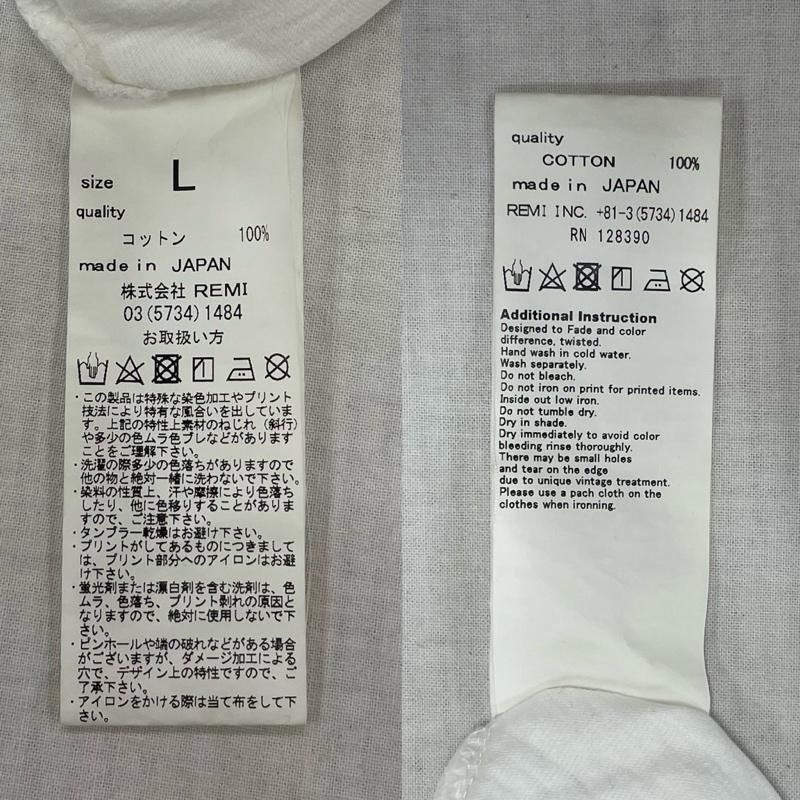 size L
quality
コットン 100%
made in JAPAN
株式会社 REMI
03(5734)1484
お取扱い方
・この製品は特殊な染色加工やプリント
技法により特有な風合いを出していま
す。上記の特性上素材のねじれ(斜行)
や多少の色ムラ色ブレなどがあります
ことをご理解下さい。
・洗濯の際多少の色落ちがありますので
他の物と絶対一緒に洗わないで下さい。
・染料の性質上、汗や摩擦により色落ち
したり、他に色移りすることがありま
すので、ご注意下さい。
・タンブラー乾燥はお避け下さい。
・プリントがしてあるものにつきまして
は、プリント部分へのアイロンはお避
け下さい。
・蛍光剤または漂白剤を含む洗剤は、色
ムラ、色落ち、プリント剥れの原因と
なりますので、絶対に使用しないで下
さい。
・ピンホールや端の破れなどがある場合
がございますが、ダメージ加工による
穴で、デザイン上の特性ですので、ご
了承下さい。
・アイロンをかける際は当て布をして下
さい。
quality
COTTON 100%
made in JAPAN
REMI INC. +81-3(5734)1484
RN 128390
Additional Instruction
Designed to Fade and color
difference, twisted.
Hand wash in cold water.
Wash separately.
Do not bleach.
Do not iron on print for printed items.
Inside out low iron.
Do not tumble dry.
Dry in shade.
Dry immediately to avoid color
bleeding rinse thoroughly.
There may be small holes
and tear on the edge
due to unique vintage treatment.
Please use a pach cloth on the
clothes when ironning.